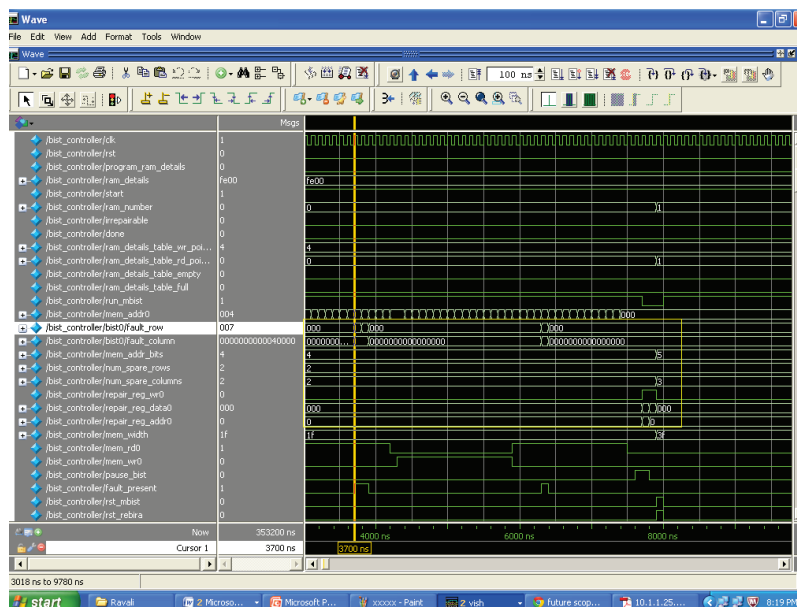 Wave
File Edit View Add Format Tools Window
Wave
100 ns
Msgs
/bist_controller/clk 1
/bist_controller/rst 0
/bist_controller/program_ram_details 0
/bist_controller/ram_details fe00 fe00
/bist_controller/start 1
/bist_controller/ram_number 0 0 1
/bist_controller/irrepairable 0
/bist_controller/done 0
/bist_controller/ram_details_table_wr_poi... 4 4
/bist_controller/ram_details_table_rd_poi... 0 0 1
/bist_controller/ram_details_table_empty 0
/bist_controller/ram_details_table_full 0
/bist_controller/run_mbist 1
/bist_controller/mem_addr0 004 000
/bist_controller/bist0/fault_row 007 000 000 000
/bist_controller/bist0/fault_column 0000000000040000 0000000... 0000000000000000 0000000000000000
/bist_controller/mem_addr_bits 4 4 5
/bist_controller/num_spare_rows 2 2
/bist_controller/num_spare_columns 2 2 3
/bist_controller/repair_reg_wr0 0
/bist_controller/repair_reg_data0 000 000 000
/bist_controller/repair_reg_addr0 0 0 0
/bist_controller/mem_width 1f 1f 3f
/bist_controller/mem_rd0 1
/bist_controller/mem_wr0 0
/bist_controller/pause_bist 0
/bist_controller/fault_present 1
/bist_controller/rst_mbist 0
/bist_controller/rst_rebira 0
Now 353200 ns 4000 ns 6000 ns 8000 ns
Cursor 1 3700 ns 3700 ns
3018 ns to 9780 ns
start Ravali 2 Microso... Microsoft P... xxxxx - Paint 2 vish future scop... 10.1.1.25.... 8:19 PM